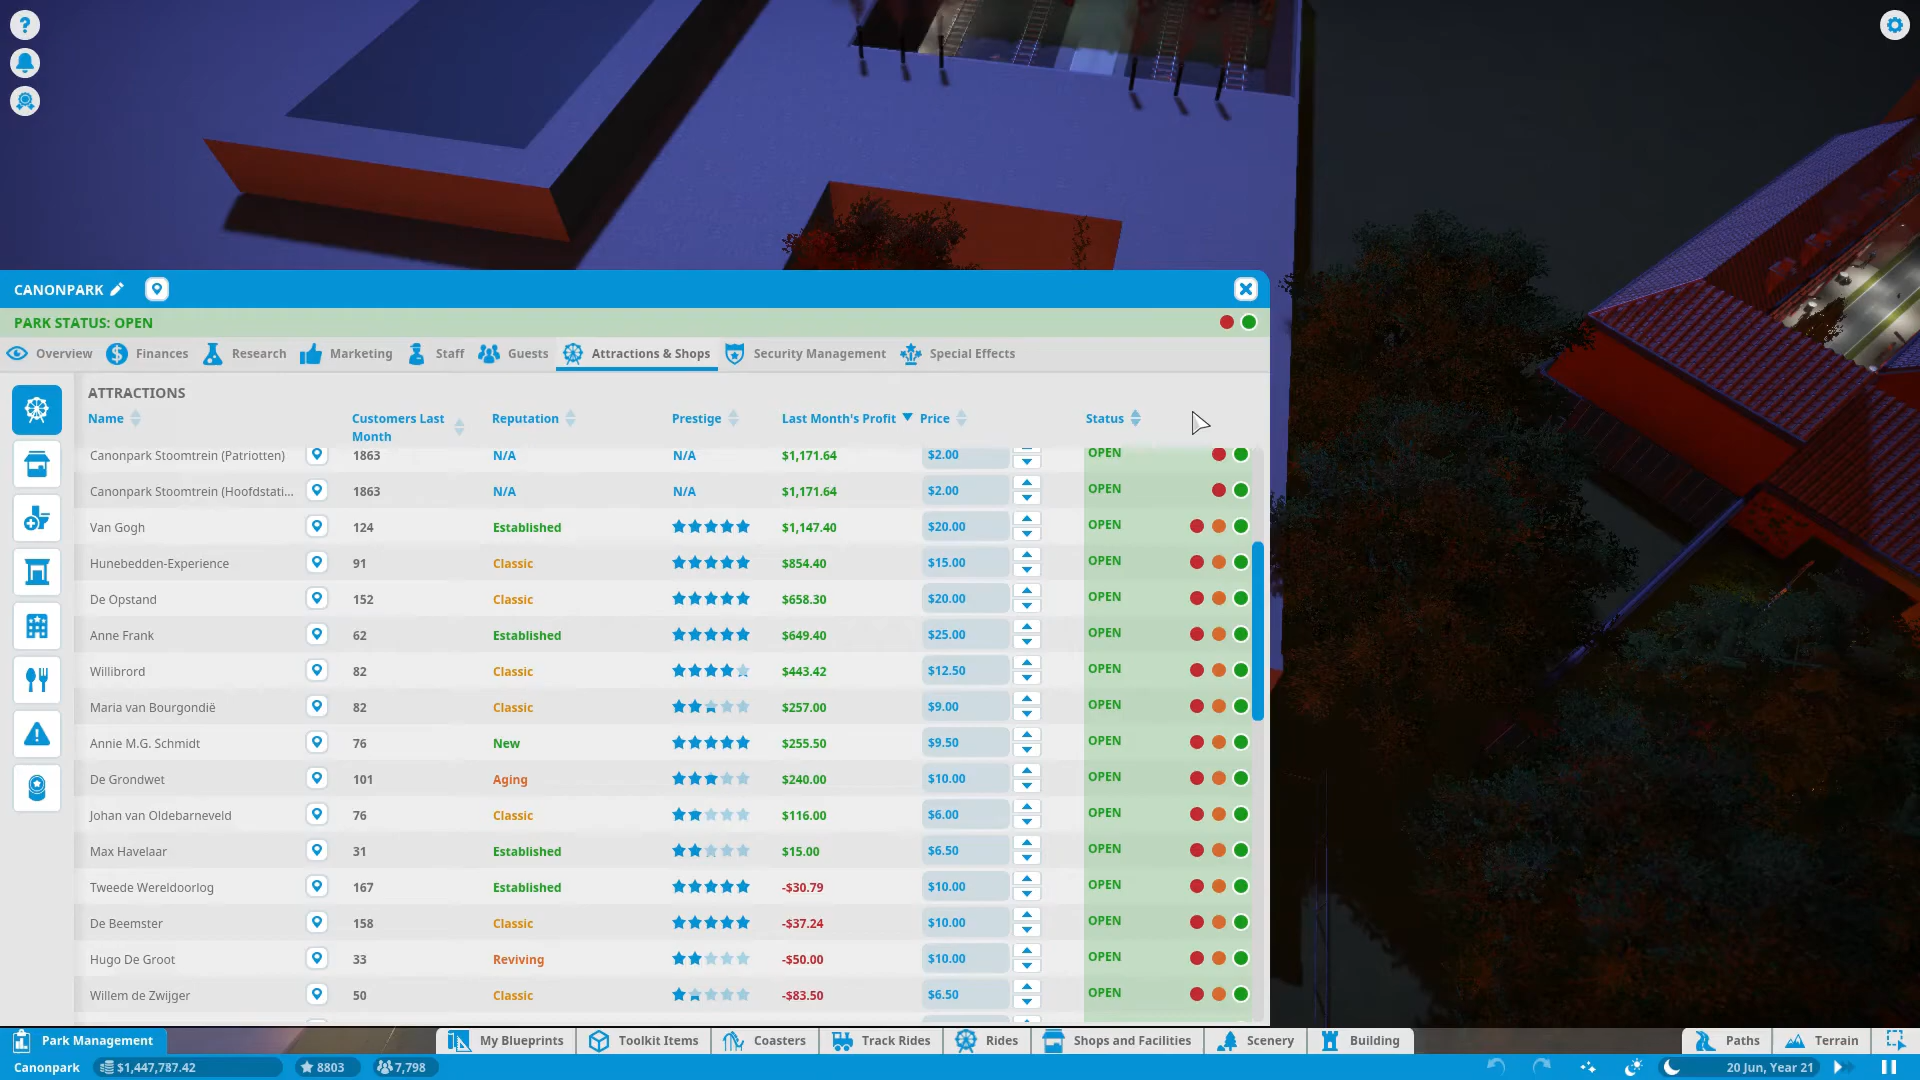 ?
CANONPARK
PARK STATUS: OPEN
Overview Finances Research Marketing Staff Guests Attractions & Shops Security Management Special Effects
ATTRACTIONS
Name Customers Last Month Reputation Prestige Last Month's Profit Price Status
Canonpark Stoomtrein (Patriotten) 1863 N/A N/A $1,171.64 $2.00 OPEN
Canonpark Stoomtrein (Hoofdstati... 1863 N/A N/A $1,171.64 $2.00 OPEN
Van Gogh 124 Established $1,147.40 $20.00 OPEN
Hunebedden-Experience 91 Classic $854.40 $15.00 OPEN
De Opstand 152 Classic $658.30 $20.00 OPEN
Anne Frank 62 Established $649.40 $25.00 OPEN
Willibrord 82 Classic $443.42 $12.50 OPEN
Maria van Bourgondië 82 Classic $257.00 $9.00 OPEN
Annie M.G. Schmidt 76 New $255.50 $9.50 OPEN
De Grondwet 101 Aging $240.00 $10.00 OPEN
Johan van Oldebarneveld 76 Classic $116.00 $6.00 OPEN
Max Havelaar 31 Established $15.00 $6.50 OPEN
Tweede Wereldoorlog 167 Established -$30.79 $10.00 OPEN
De Beemster 158 Classic -$37.24 $10.00 OPEN
Hugo De Groot 33 Reviving -$50.00 $10.00 OPEN
Willem de Zwijger 50 Classic -$83.50 $6.50 OPEN
Park Management My Blueprints Toolkit Items Coasters Track Rides Rides Shops and Facilities Scenery Building Paths Terrain
Canonpark $1,447,787.42 8803 7,798 20 Jun, Year 21